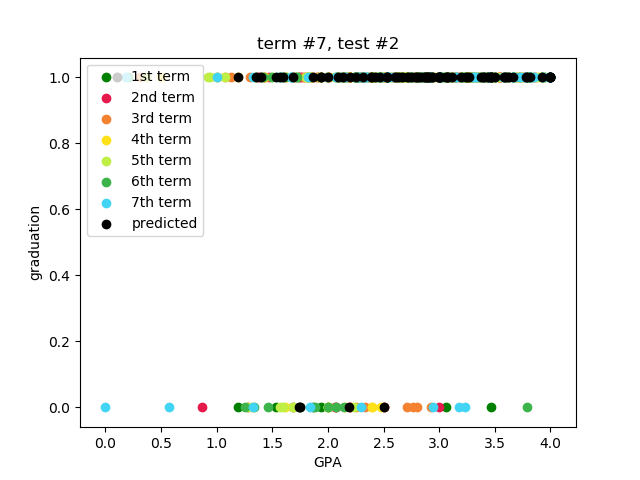 term #7, test #2
1.0
0.8
0.6
0.4
0.2
0.0
graduation
1st term
2nd term
3rd term
4th term
5th term
6th term
7th term
predicted
0.0 0.5 1.0 1.5 2.0 2.5 3.0 3.5 4.0
GPA